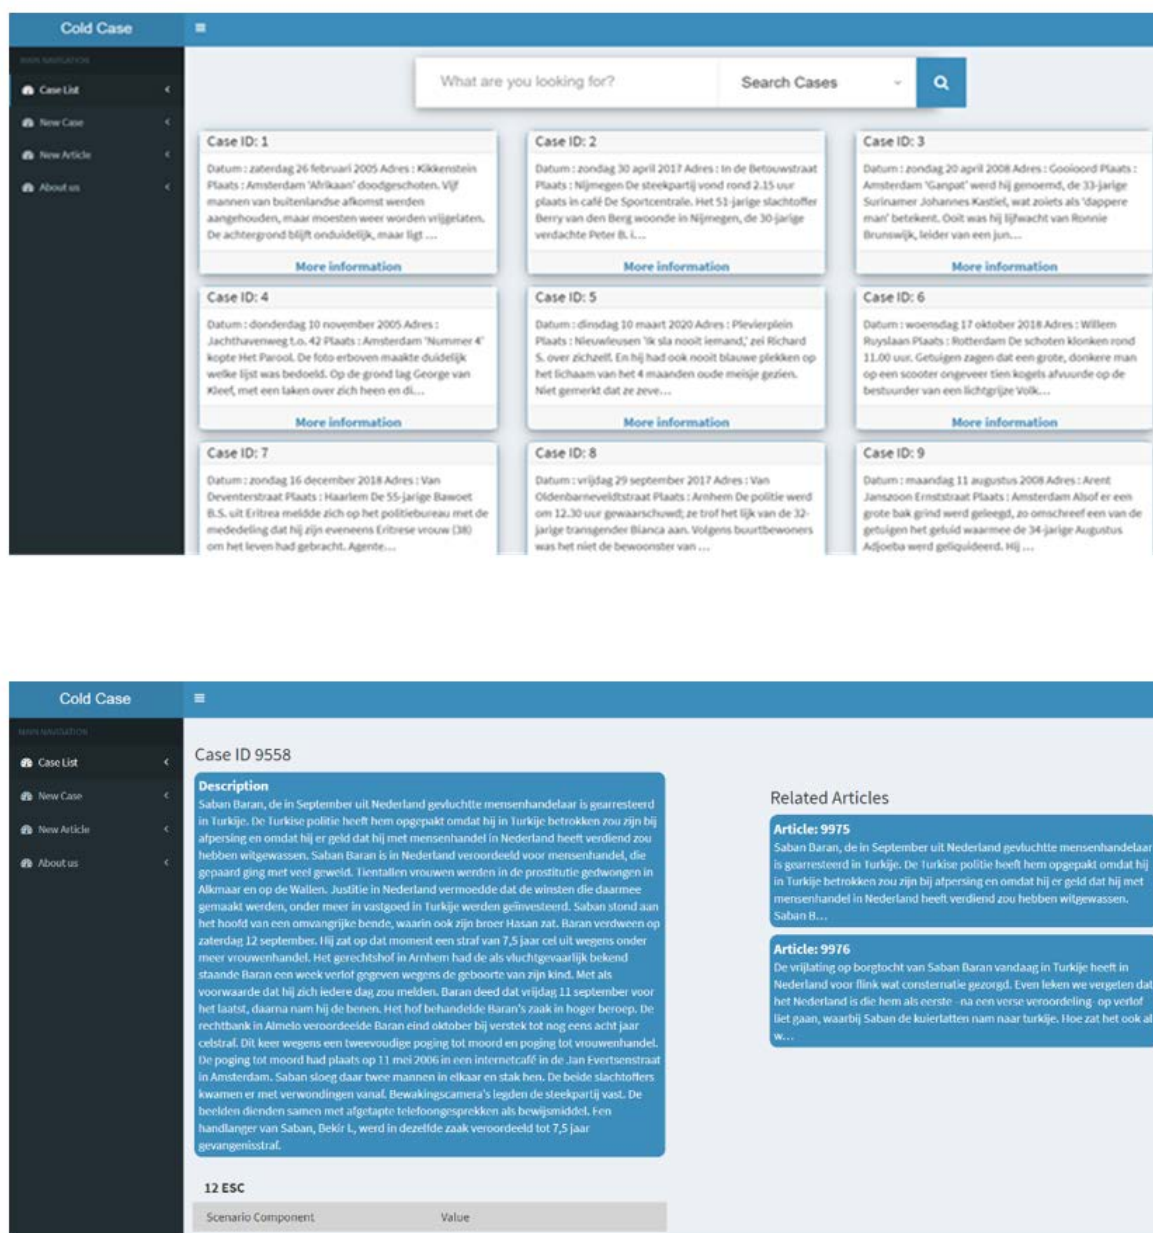 Cold Case
MAIN NAVIGATION
Case List
New Case
New Article
About us
What are you looking for?
Search Cases
Case ID: 1
Datum : zaterdag 26 februari 2005 Adres : Kikkenstein
Plaats : Amsterdam 'Afrikaan' doodgeschoten. Vijf
mannen van buitenlandse afkomst werden
aangehouden, maar moesten weer worden vrijgelaten.
De achtergrond blijft onduidelijk, maar ligt ...
More information
Case ID: 2
Datum : zondag 30 april 2017 Adres : In de Betouwstraat
Plaats : Nijmegen De steekpartij vond rond 2.15 uur
plaats in café De Sportcentrale. Het 51-jarige slachtoffer
Berry van den Berg woonde in Nijmegen, de 30-jarige
verdachte Peter B. i...
More information
Case ID: 3
Datum : zondag 20 april 2008 Adres : Gooioord Plaats :
Amsterdam 'Ganpat' werd hij genoemd, de 33-jarige
Surinamer Johannes Kastiel, wat zoiets als 'dappere
man' betekent. Ooit was hij lijfwacht van Ronnie
Brunswijk, leider van een jun...
More information
Case ID: 4
Datum : donderdag 10 november 2005 Adres :
Jachthavenweg t.o. 42 Plaats : Amsterdam 'Nummer 4'
kopte Het Parool. De foto erboven maakte duidelijk
welke lijst was bedoeld. Op de grond lag George van
Kleef, met een laken over zich heen en di...
More information
Case ID: 5
Datum : dinsdag 10 maart 2020 Adres : Plevierplein
Plaats : Nieuwleusen 'Ik sla nooit iemand,' zei Richard
S. over zichzelf. En hij had ook nooit blauwe plekken op
het lichaam van het 4 maanden oude meisje gezien.
Niet gemerkt dat ze zeve...
More information
Case ID: 6
Datum : woensdag 17 oktober 2018 Adres : Willem
Ruyslaan Plaats : Rotterdam De schoten klonken rond
11.00 uur. Getuigen zagen dat een grote, donkere man
op een scooter ongeveer tien kogels afvuurde op de
bestuurder van een lichtgrijze Volk...
More information
Case ID: 7
Datum : zondag 16 december 2018 Adres : Van
Deventerstraat Plaats : Haarlem De 55-jarige Bawoet
B.S. uit Eritrea meldde zich op het politiebureau met de
mededeling dat hij zijn eveneens Eritrese vrouw (38)
om het leven had gebracht. Agente...
Case ID: 8
Datum : vrijdag 29 september 2017 Adres : Van
Oldenbarneveldtstraat Plaats : Arnhem De politie werd
om 12.30 uur gewaarschuwd; ze trof het lijk van de 32-
jarige transgender Bianca aan. Volgens buurtbewoners
was het niet de bewoonster van ...
Case ID: 9
Datum : maandag 11 augustus 2008 Adres : Arent
Janszoon Ernststraat Plaats : Amsterdam Alsof er een
grote bak grind werd geleegd, zo omschreef een van de
getuigen het geluid waarmee de 34-jarige Augustus
Adjoeba werd geliquideerd. Hij ...
Cold Case
MAIN NAVIGATION
Case List
New Case
New Article
About us
Case ID 9558
Description
Saban Baran, de in September uit Nederland gevluchtte mensenhandelaar is gearresteerd
in Turkije. De Turkise politie heeft hem opgepakt omdat hij in Turkije betrokken zou zijn bij
afpersing en omdat hij er geld dat hij met mensenhandel in Nederland heeft verdiend zou
hebben witgewassen. Saban Baran is in Nederland veroordeeld voor mensenhandel, die
gepaard ging met veel geweld. Tientallen vrouwen werden in de prostitutie gedwongen in
Alkmaar en op de Wallen. Justitie in Nederland vermoedde dat de winsten die daarmee
gemaakt werden, onder meer in vastgoed in Turkije werden geïnvesteerd. Saban stond aan
het hoofd van een omvangrijke bende, waarin ook zijn broer Hasan zat. Baran verdween op
zaterdag 12 september. Hij zat op dat moment een straf van 7,5 jaar cel uit wegens onder
meer vrouwenhandel. Het gerechtshof in Arnhem had de als vluchtgevaarlijk bekend
staande Baran een week verlof gegeven wegens de geboorte van zijn kind. Met als
voorwaarde dat hij zich iedere dag zou melden. Baran deed dat vrijdag 11 september voor
het laatst, daarna nam hij de benen. Het hof behandelde Baran's zaak in hoger beroep. De
rechtbank in Almelo veroordeelde Baran eind oktober bij verstek tot nog eens acht jaar
celstraf. Dit keer wegens een tweevoudige poging tot moord en poging tot vrouwenhandel.
De poging tot moord had plaats op 11 mei 2006 in een internetcafé in de Jan Evertsenstraat
in Amsterdam. Saban sloeg daar twee mannen in elkaar en stak hen. De beide slachtoffers
kwamen er met verwondingen vanaf. Bewakingscamera's legden de steekpartij vast. De
beelden dienden samen met afgetapte telefoongesprekken als bewijsmiddel. Een
handlanger van Saban, Bekir L, werd in dezelfde zaak veroordeeld tot 7,5 jaar
gevangenisstraf.
12 ESC
Scenario Component Value
Related Articles
Article: 9975
Saban Baran, de in September uit Nederland gevluchtte mensenhandelaar
is gearresteerd in Turkije. De Turkise politie heeft hem opgepakt omdat hij
in Turkije betrokken zou zijn bij afpersing en omdat hij er geld dat hij met
mensenhandel in Nederland heeft verdiend zou hebben witgewassen.
Saban B...
Article: 9976
De vrijlating op borgtocht van Saban Baran vandaag in Turkije heeft in
Nederland voor flink wat consternatie gezorgd. Even leken we vergeten dat
het Nederland is die hem als eerste -na een verse veroordeling- op verlof
liet gaan, waarbij Saban de kuierlatten nam naar turkije. Hoe zat het ook al
w...